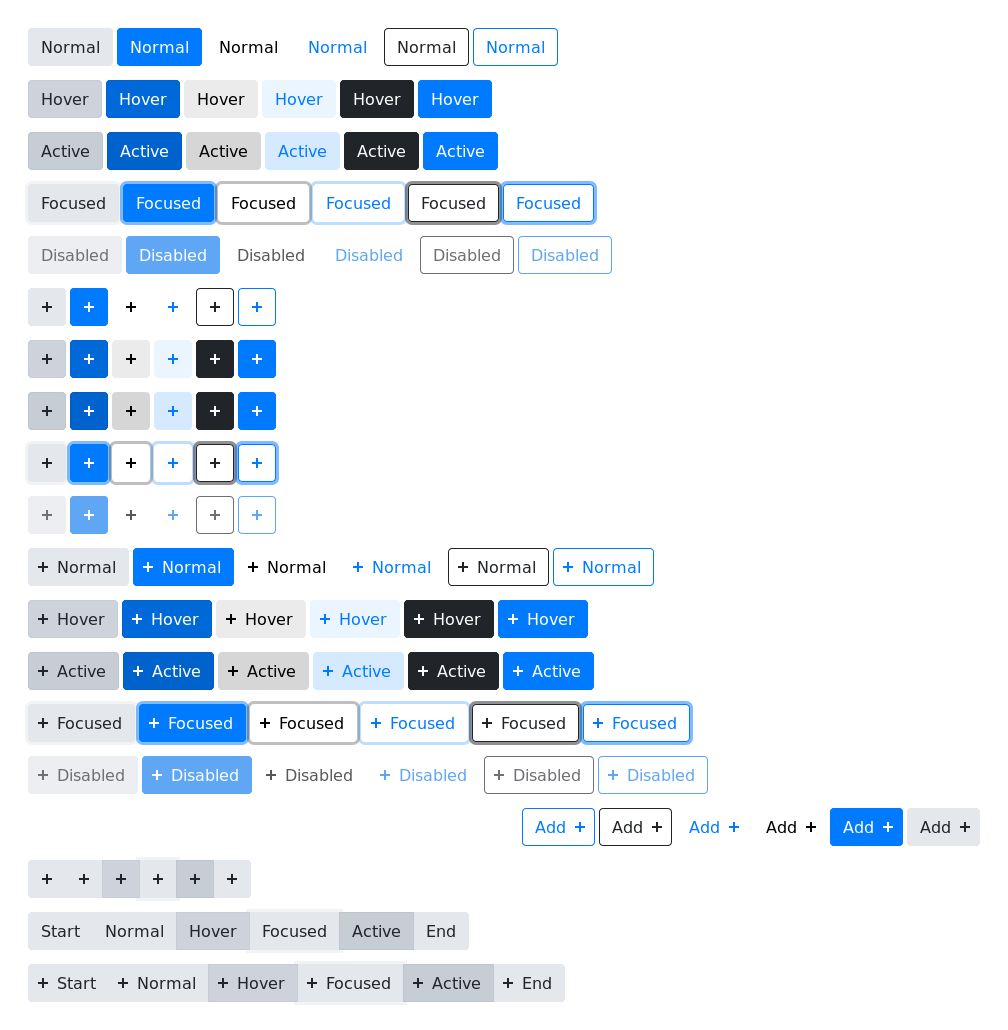 Normal Normal Normal Normal Normal Normal
Hover Hover Hover Hover Hover Hover
Active Active Active Active Active Active
Focused Focused Focused Focused Focused Focused
Disabled Disabled Disabled Disabled Disabled Disabled
+ + + + + +
+ + + + + +
+ + + + + +
+ + + + + +
+ + + + + +
+ Normal + Normal + Normal + Normal + Normal + Normal
+ Hover + Hover + Hover + Hover + Hover + Hover
+ Active + Active + Active + Active + Active + Active
+ Focused + Focused + Focused + Focused + Focused + Focused
+ Disabled + Disabled + Disabled + Disabled + Disabled + Disabled
Add + Add + Add + Add + Add + Add +
+ + + + + +
Start Normal Hover Focused Active End
+ Start + Normal + Hover + Focused + Active + End